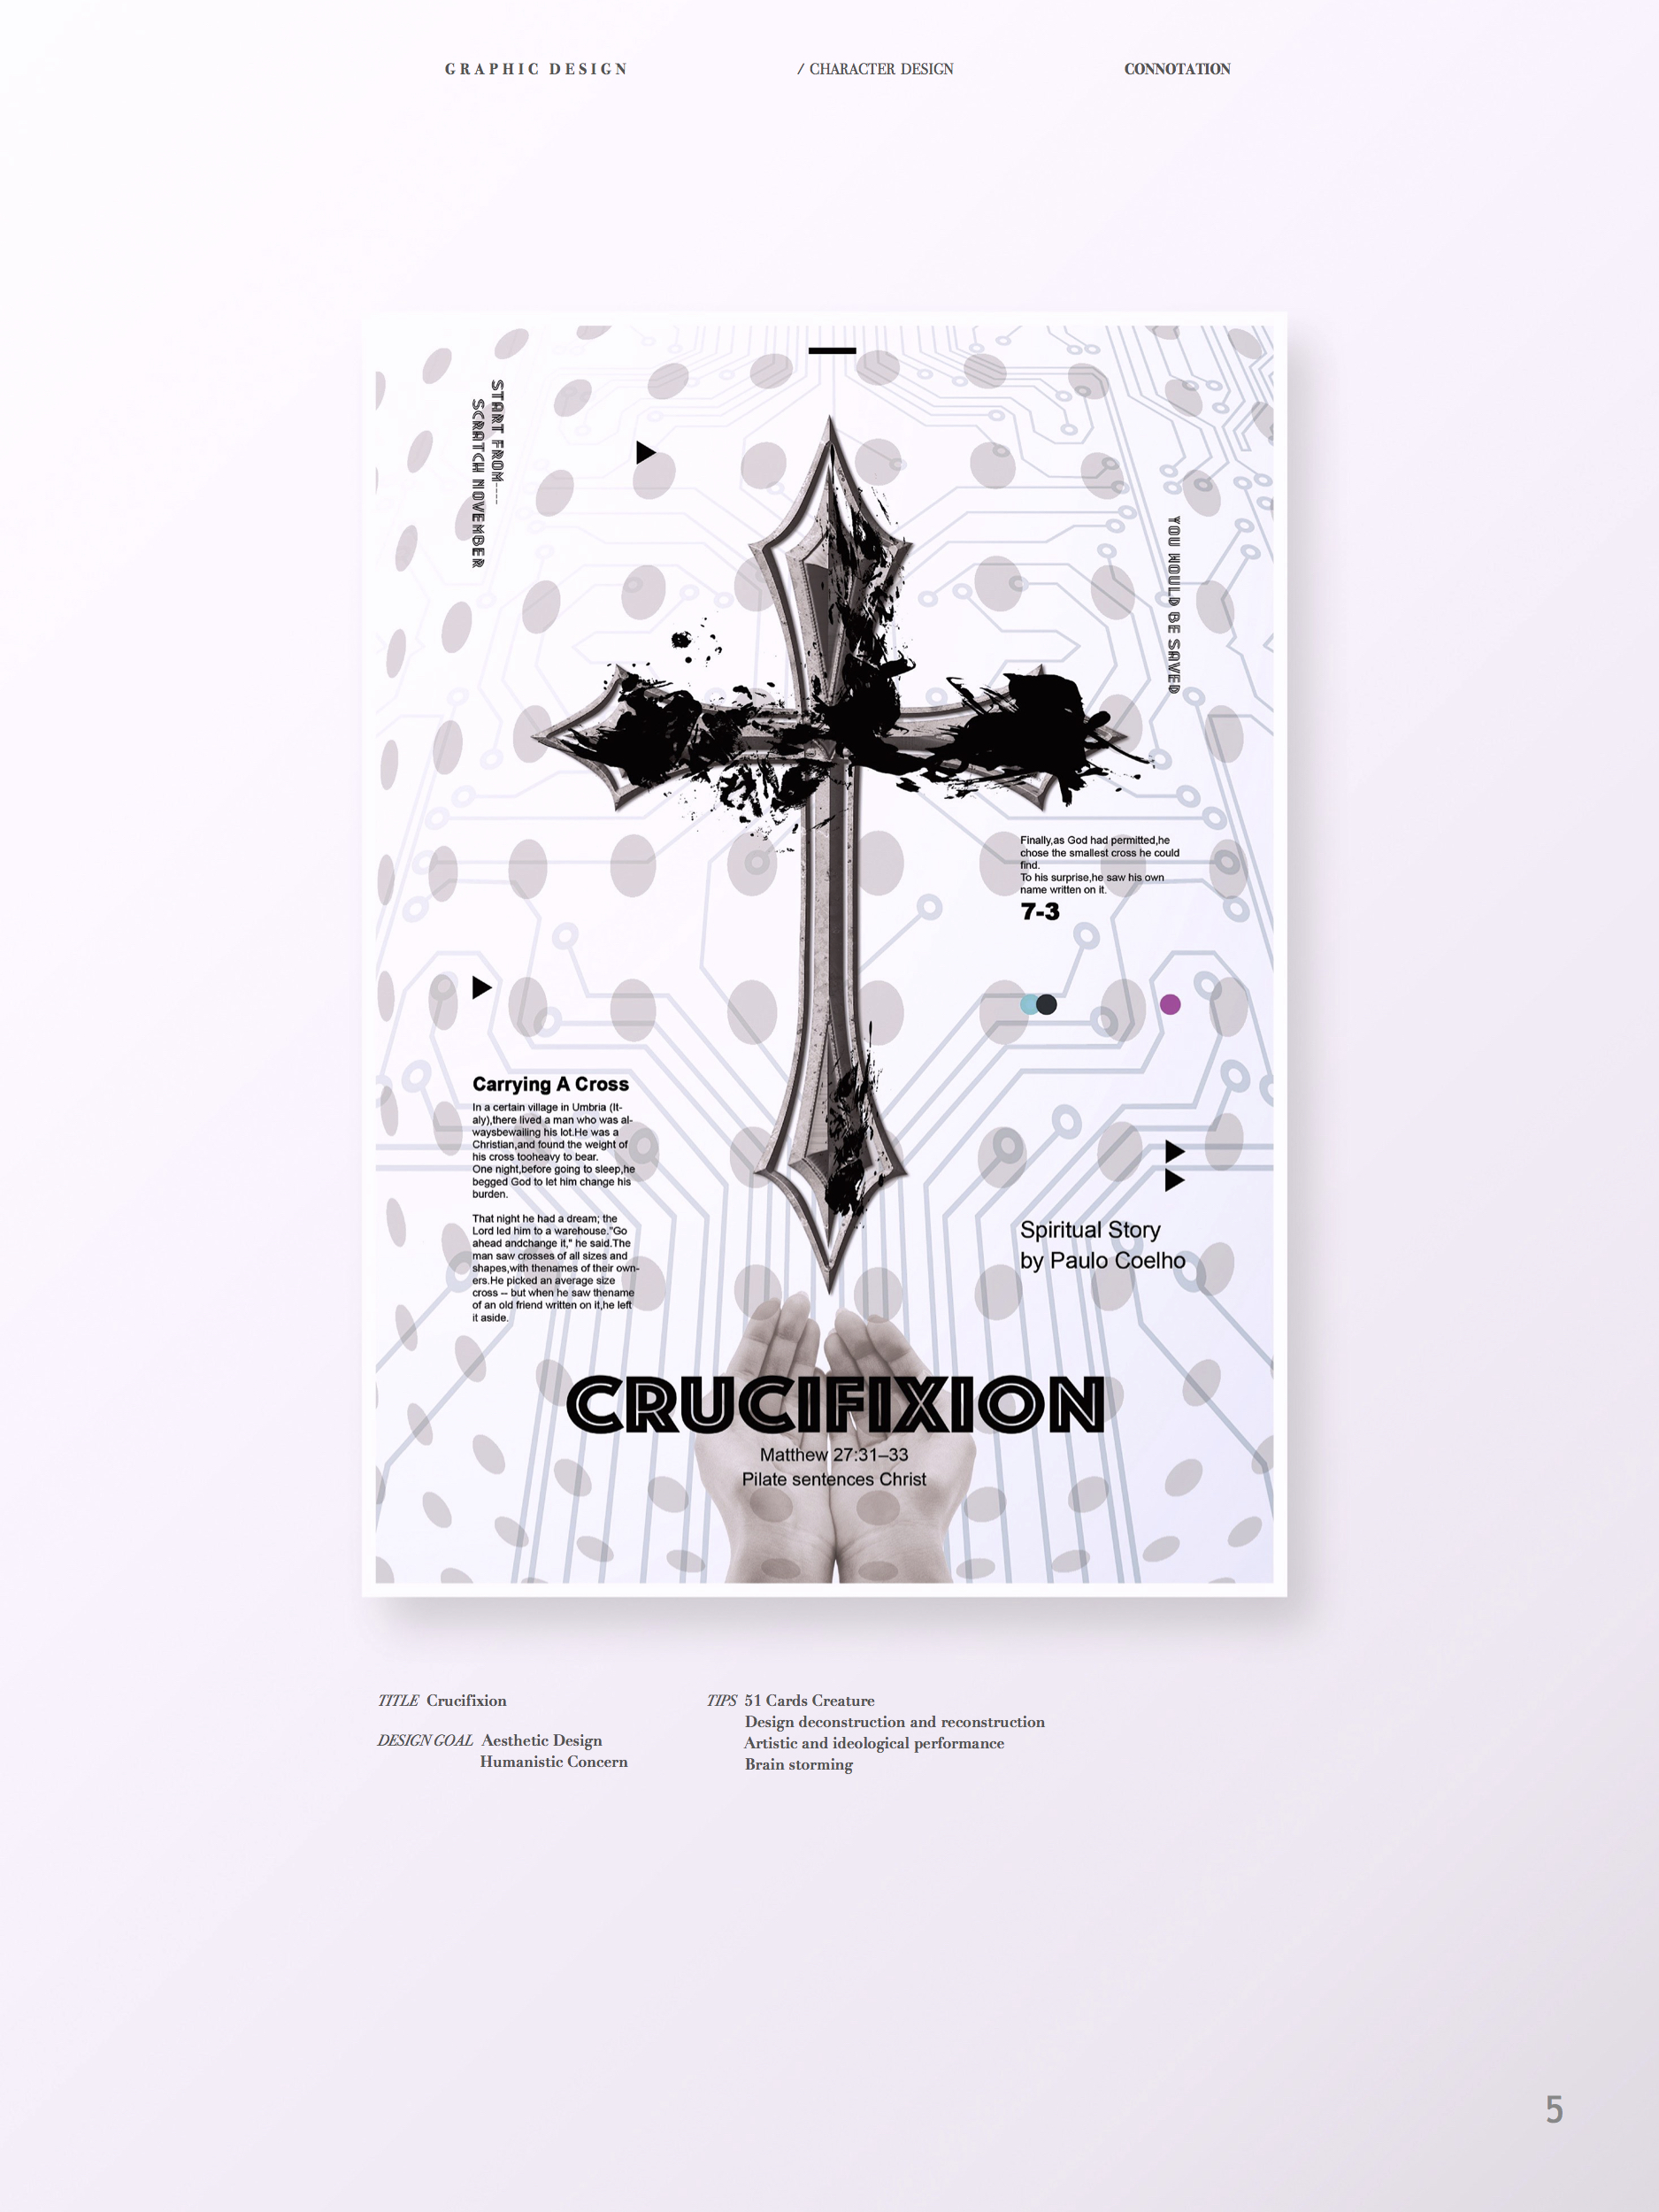 GRAPHIC DESIGN
/ CHARACTER DESIGN
CONNOTATION
START FROM----
SCRATCH NOVEMBER
YOU WOULD BE SAVED
Finally,as God had permitted,he
chose the smallest cross he could
find.
To his surprise,he saw his own
name written on it.
7-3
Carrying A Cross
In a certain village in Umbria (It-
aly),there lived a man who was al-
waysbewailing his lot.He was a
Christian,and found the weight of
his cross tooheavy to bear.
One night,before going to sleep,he
begged God to let him change his
burden.
That night he had a dream; the
Lord led him to a warehouse."Go
ahead andchange it," he said.The
man saw crosses of all sizes and
shapes,with thenames of their own-
ers.He picked an average size
cross -- but when he saw thename
of an old friend written on it,he left
it aside.
Spiritual Story
by Paulo Coelho
CRUCIFIXION
Matthew 27:31–33
Pilate sentences Christ
TITLE Crucifixion
DESIGN GOAL Aesthetic Design
Humanistic Concern
TIPS 51 Cards Creature
Design deconstruction and reconstruction
Artistic and ideological performance
Brain storming
5